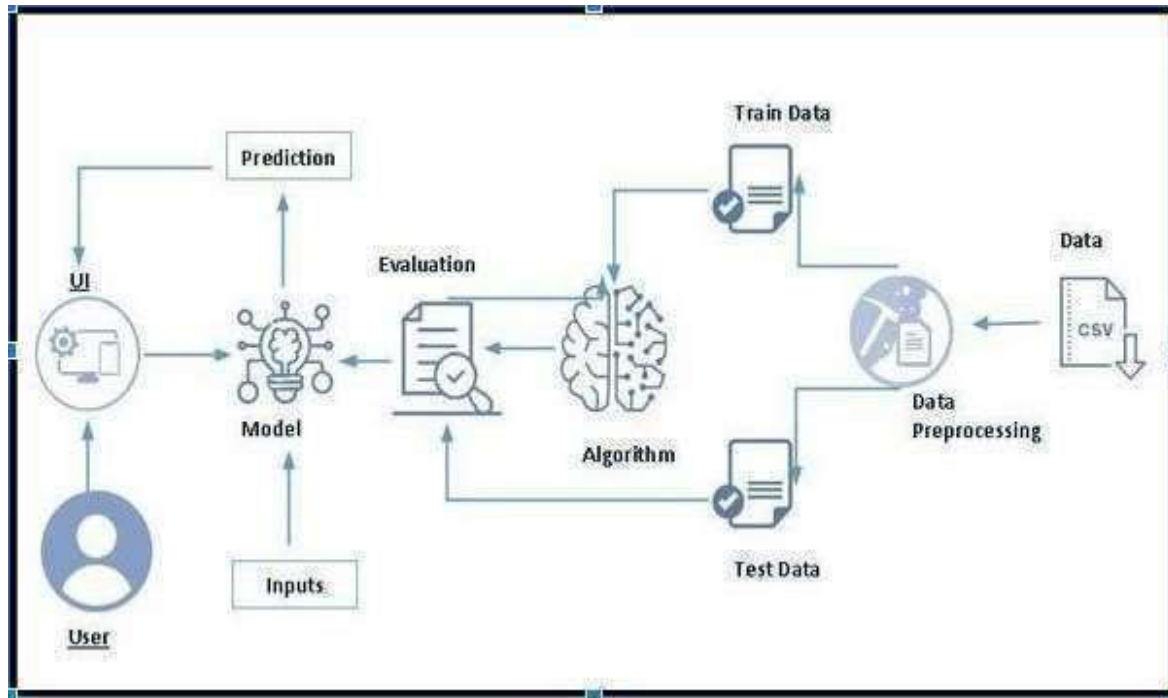 Train Data
Prediction
Data
Evaluation
UI
CSV
Model
Data
Preprocessing
Algorithm
Test Data
Inputs
User